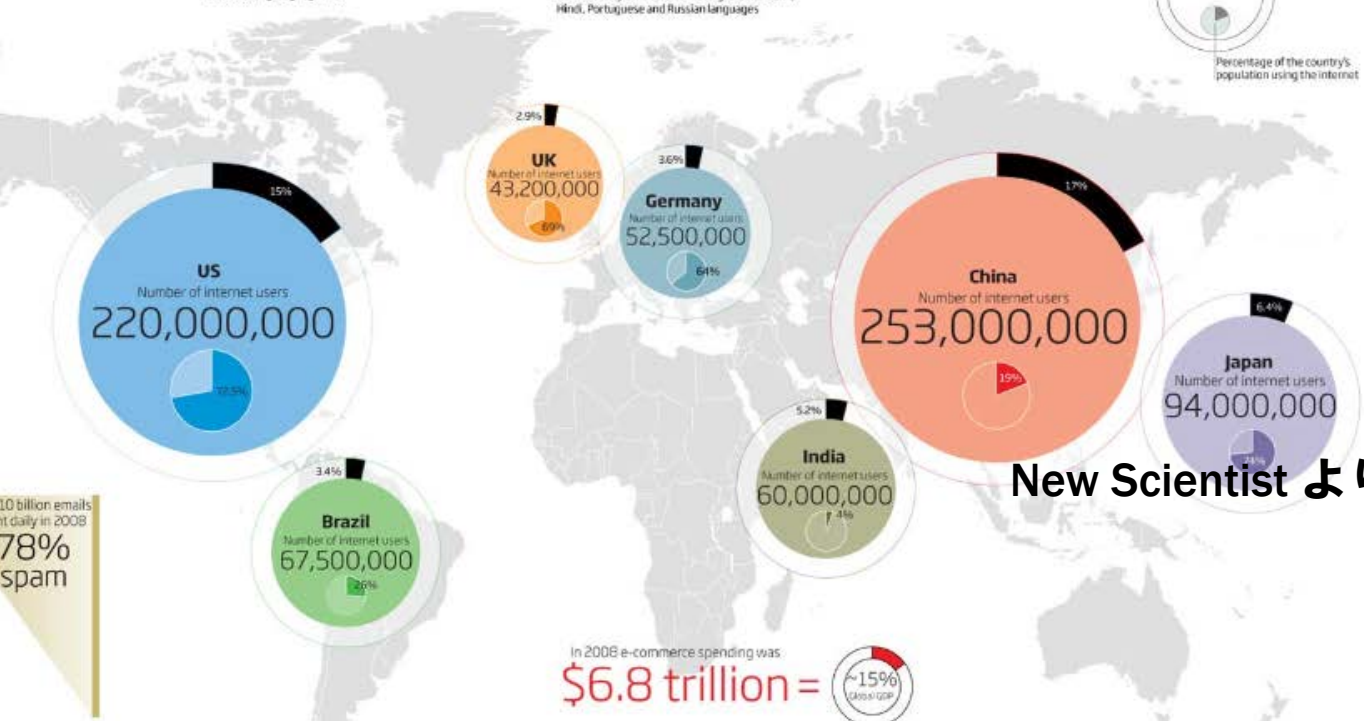 Hindi, Portuguese and Russian languages
Percentage of the country's
population using the internet
2.9%
UK
Number of internet users
43,200,000
69%
3.6%
Germany
Number of internet users
52,500,000
64%
15%
US
Number of internet users
220,000,000
72.5%
17%
China
Number of internet users
253,000,000
19%
6.4%
Japan
Number of internet users
94,000,000
74%
5.2%
India
Number of internet users
60,000,000
4%
New Scientist よ
3.4%
Brazil
Number of internet users
67,500,000
26%
10 billion emails
daily in 2008
78%
spam
In 2008 e-commerce spending was
$6.8 trillion =
~15%
Global GDP